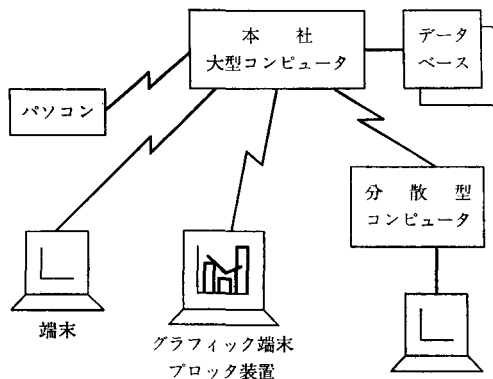 本社
大型コンピュータ
データ
ベース
パソコン
分散型
コンピュータ
端末
グラフィック端末
プロッタ装置